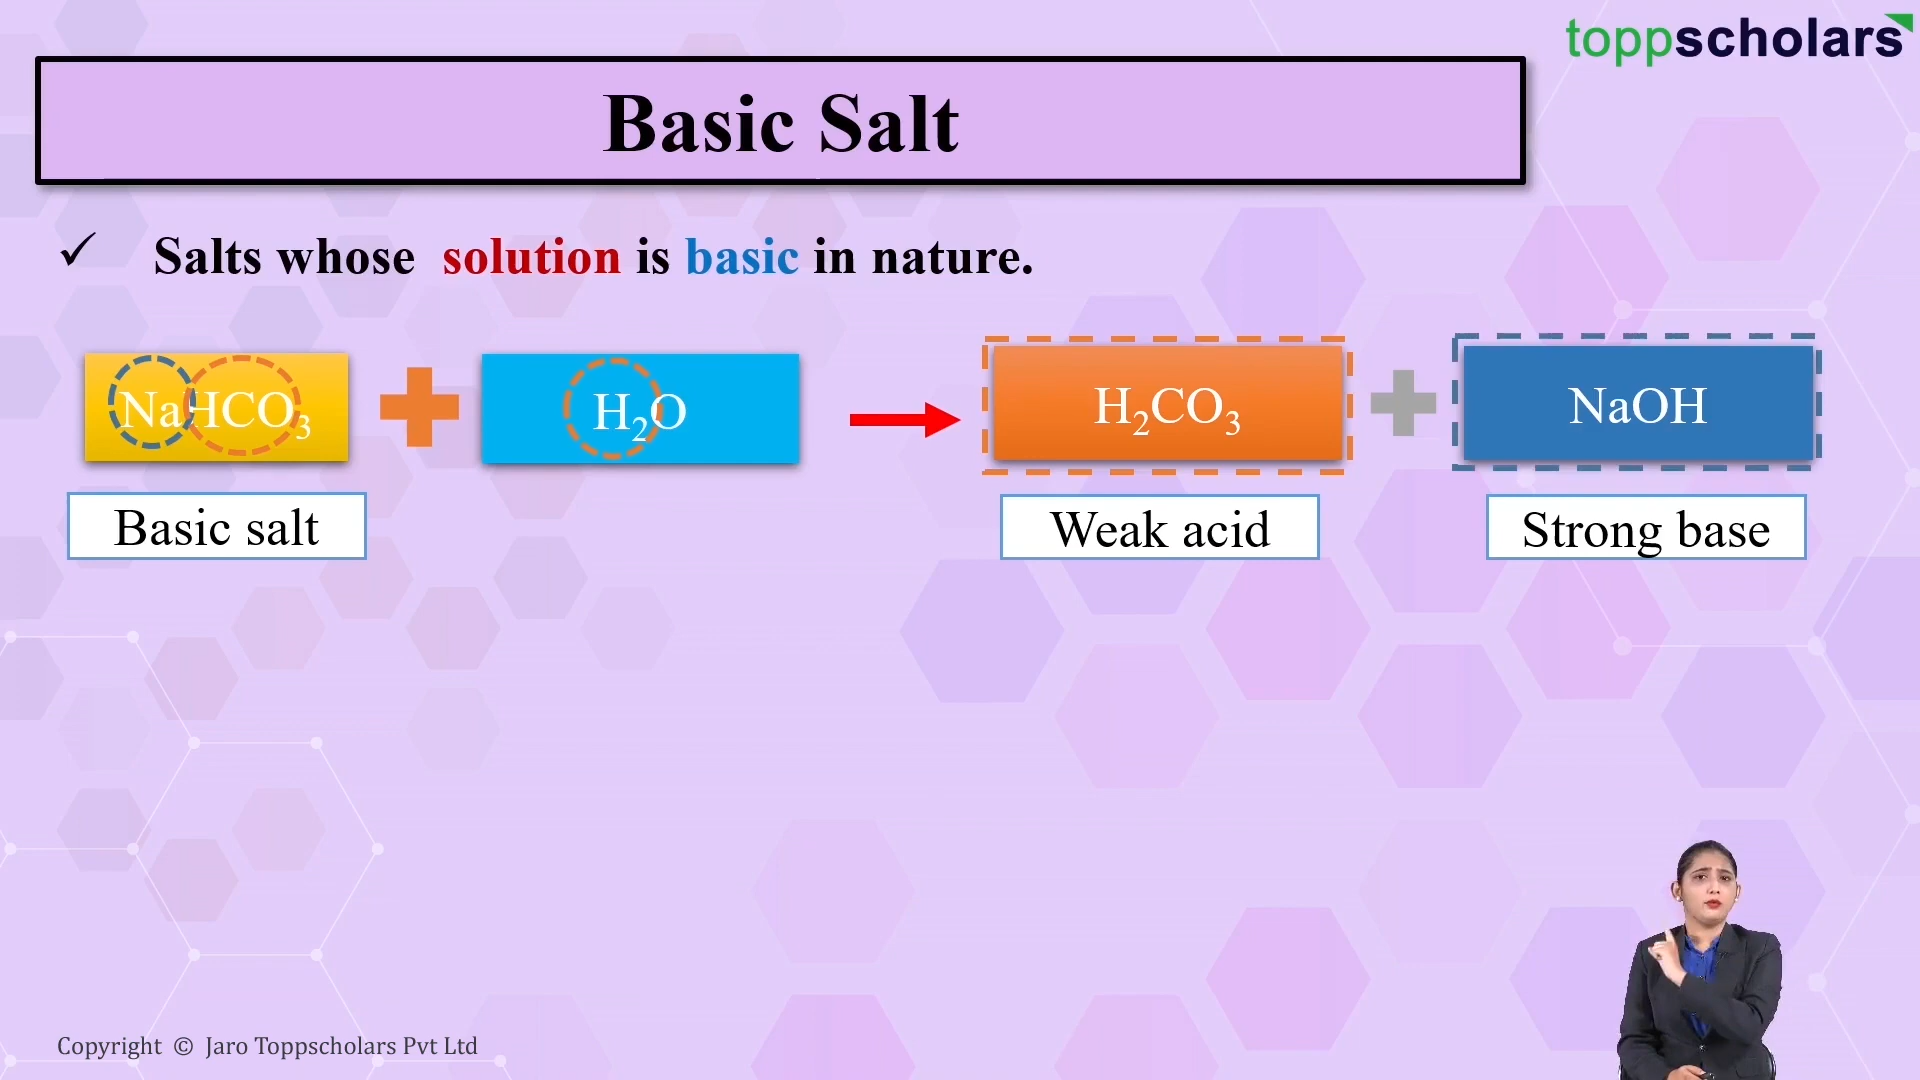 toppscholars
Basic Salt
✓ Salts whose solution is basic in nature.
NaHCO₃ + H₂O → H₂CO₃ + NaOH
Basic salt Weak acid Strong base
Copyright © Jaro Toppscholars Pvt Ltd